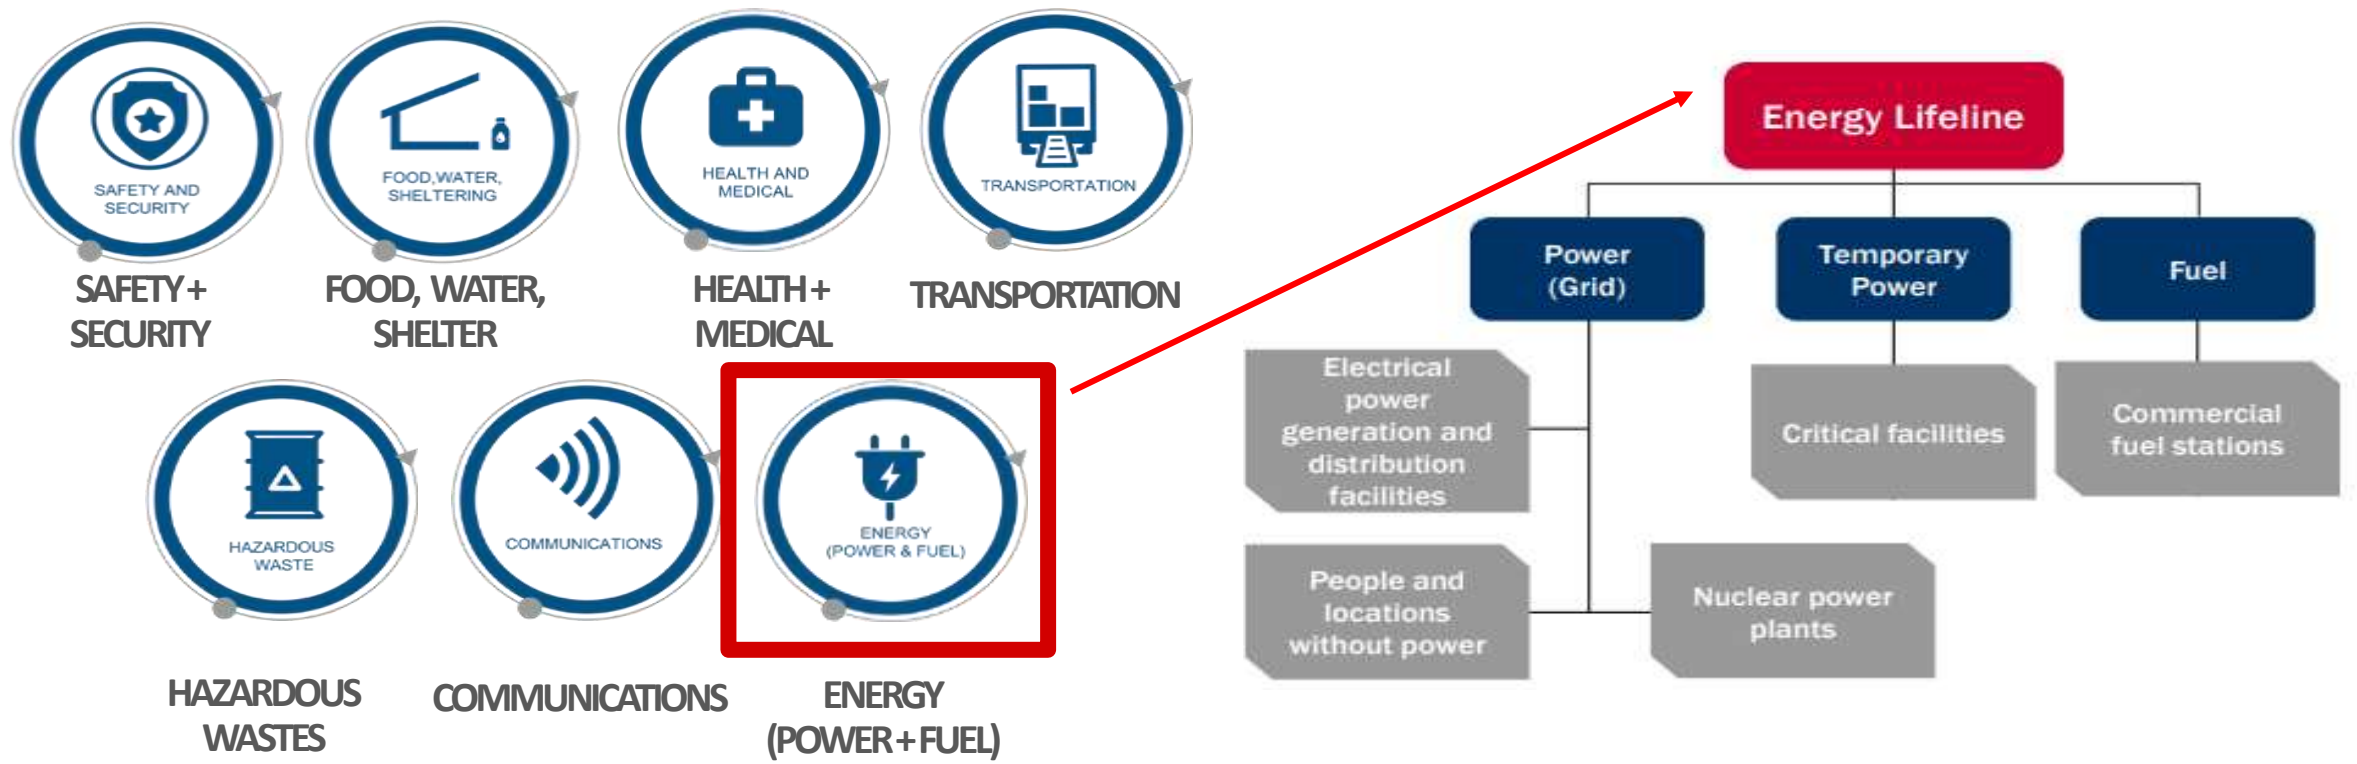 SAFETY AND
SECURITY
FOOD,WATER,
SHELTERING
HEALTH AND
MEDICAL
TRANSPORTATION
SAFETY +
SECURITY
FOOD, WATER,
SHELTER
HEALTH +
MEDICAL
TRANSPORTATION
HAZARDOUS
WASTE
COMMUNICATIONS
ENERGY
(POWER & FUEL)
HAZARDOUS
WASTES
COMMUNICATIONS
ENERGY
(POWER + FUEL)
Energy Lifeline
Power
(Grid)
Temporary
Power
Fuel
Electrical
power
generation and
distribution
facilities
Critical facilities
Commercial
fuel stations
People and
locations
without power
Nuclear power
plants